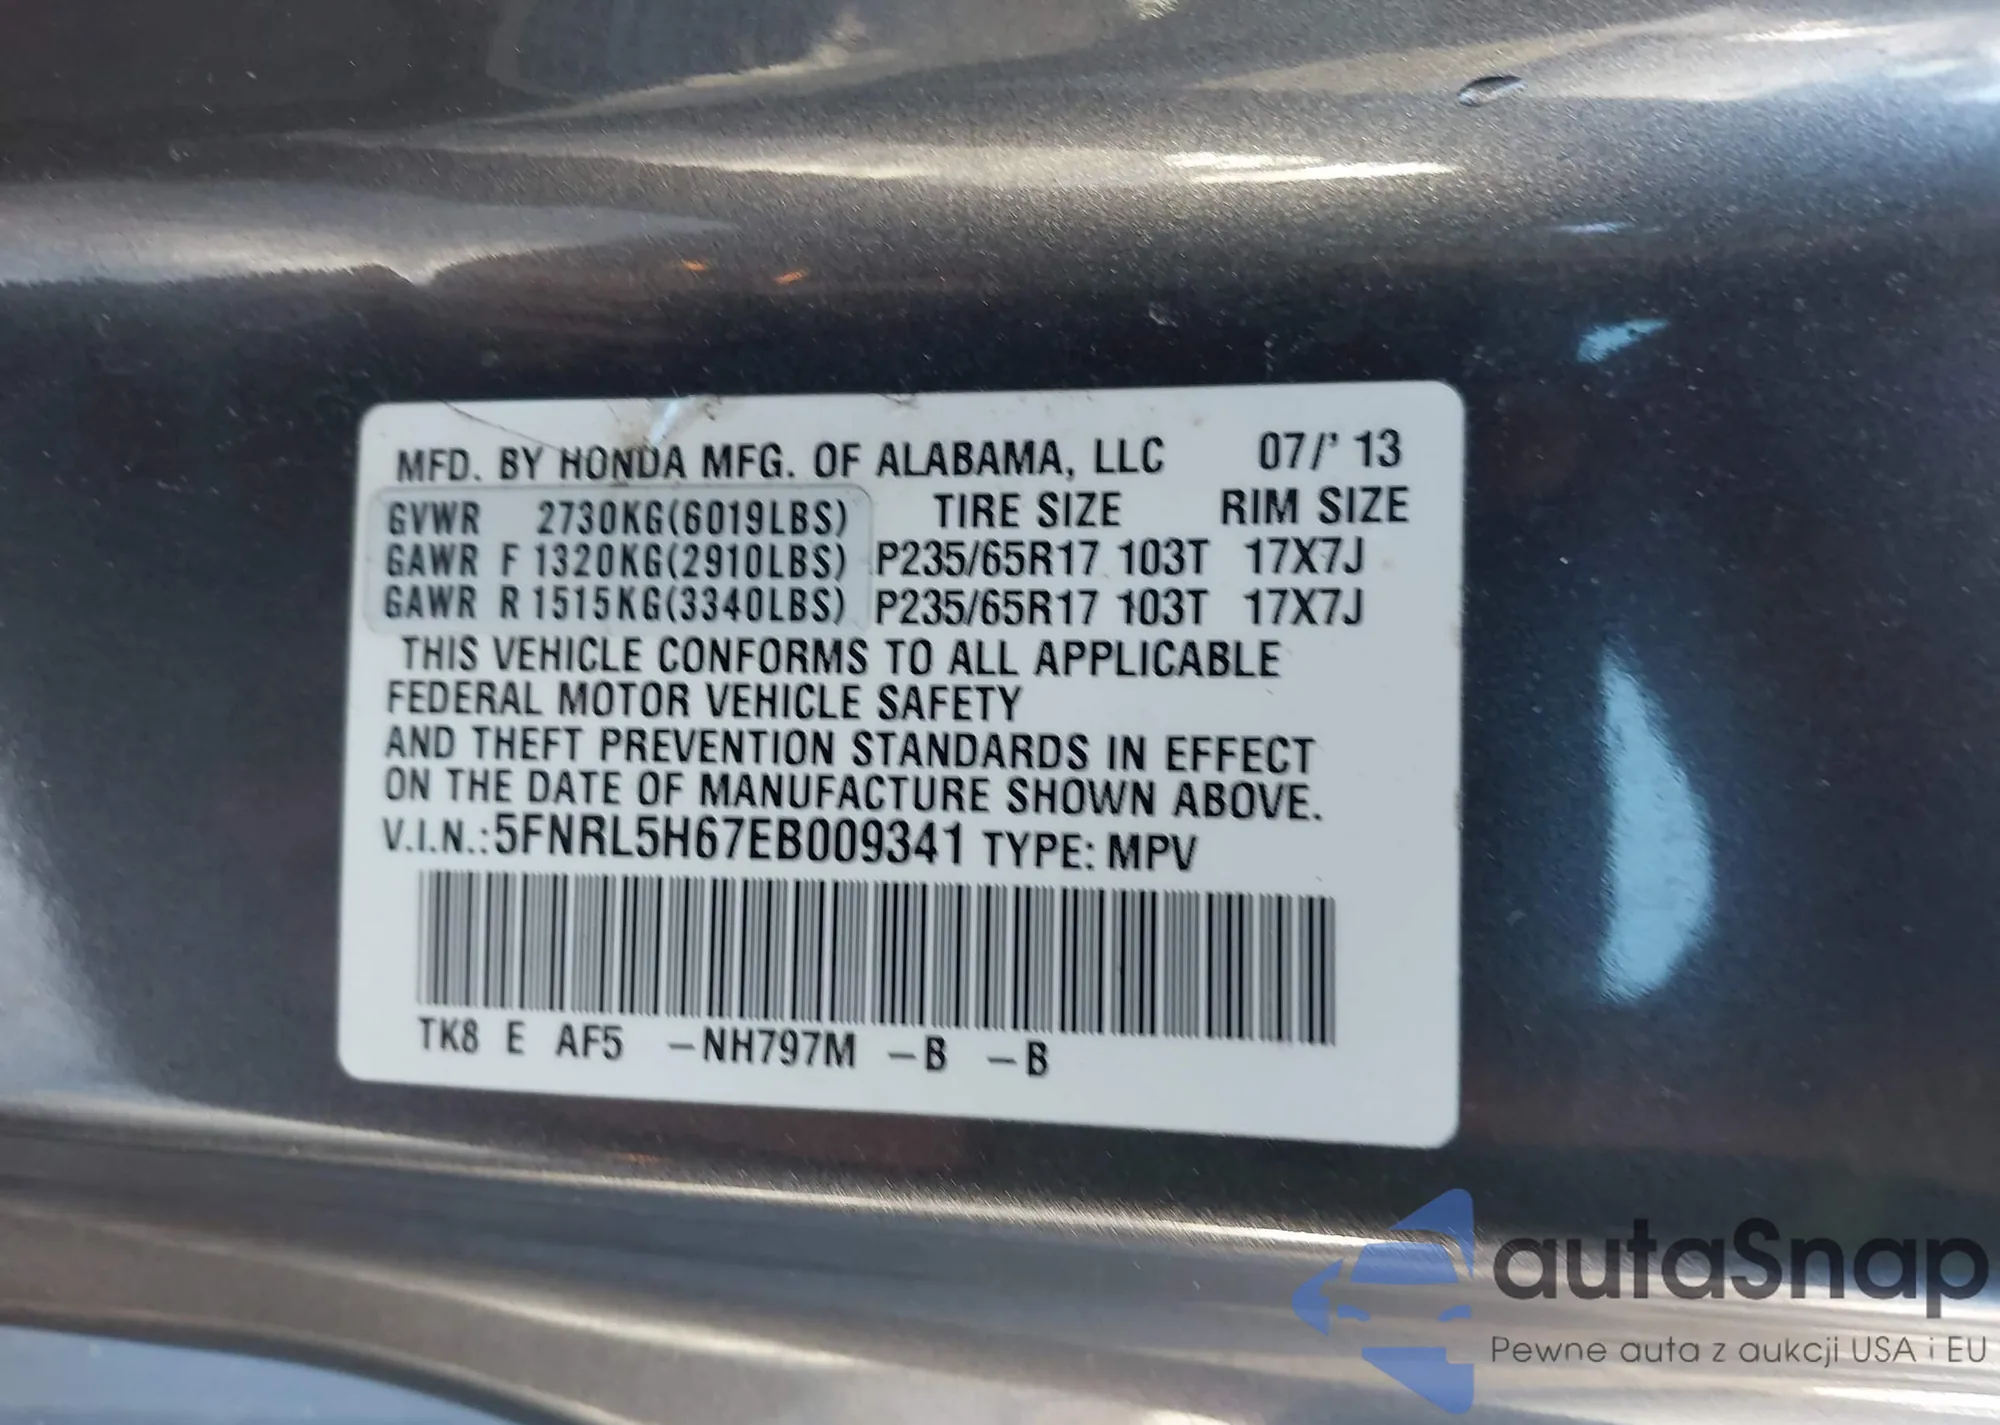 MFD. BY HONDA MFG. OF ALABAMA, LLC 07/' 13
GVWR 2730KG(6019LBS) TIRE SIZE RIM SIZE
GAWR F 1320KG(2910LBS) P235/65R17 103T 17X7J
GAWR R 1515KG(3340LBS) P235/65R17 103T 17X7J
THIS VEHICLE CONFORMS TO ALL APPLICABLE
FEDERAL MOTOR VEHICLE SAFETY
AND THEFT PREVENTION STANDARDS IN EFFECT
ON THE DATE OF MANUFACTURE SHOWN ABOVE.
V.I.N.: 5FNRL5H67EB009341 TYPE: MPV
TK8 E AF5 –NH797M –B –B
autaSnap
Pewne auta z aukcji USA i EU